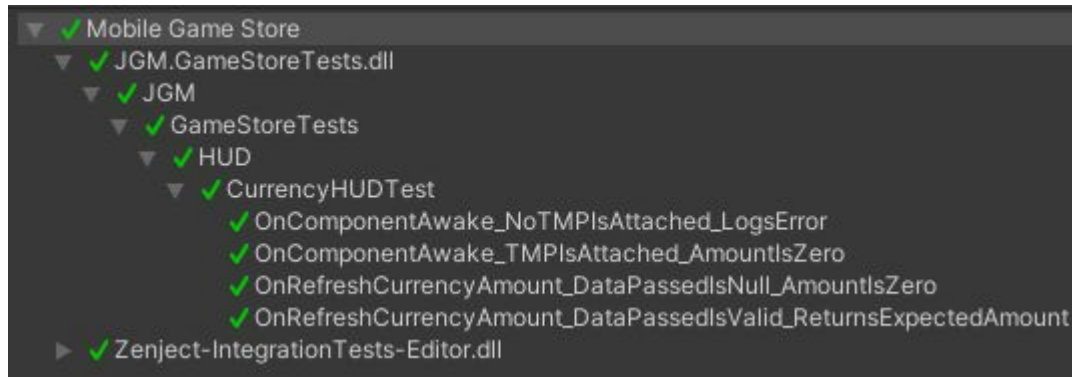 Mobile Game Store
JGM.GameStoreTests.dll
JGM
GameStoreTests
HUD
CurrencyHUDTest
OnComponentAwake_NoTMPIsAttached_LogsError
OnComponentAwake_TMPIsAttached_AmountIsZero
OnRefreshCurrencyAmount_DataPassedIsNull_AmountIsZero
OnRefreshCurrencyAmount_DataPassedIsValid_ReturnsExpectedAmount
Zenject-IntegrationTests-Editor.dll